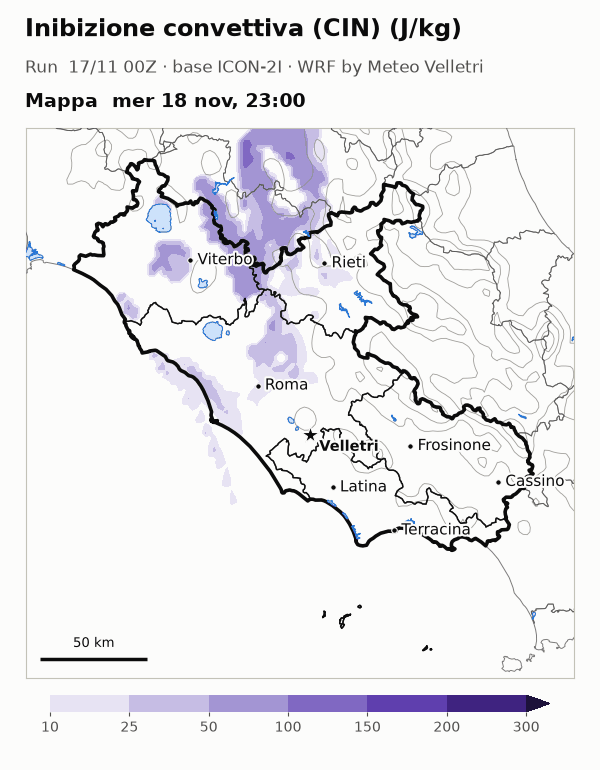 Inibizione convettiva (CIN) (J/kg)
Run  17/11 00Z · base ICON-2I · WRF by Meteo Velletri
Mappa  mer 18 nov, 23:00
Viterbo
Rieti
Roma
Velletri
Frosinone
Cassino
Latina
Terracina
50 km
10 25 50 100 150 200 300